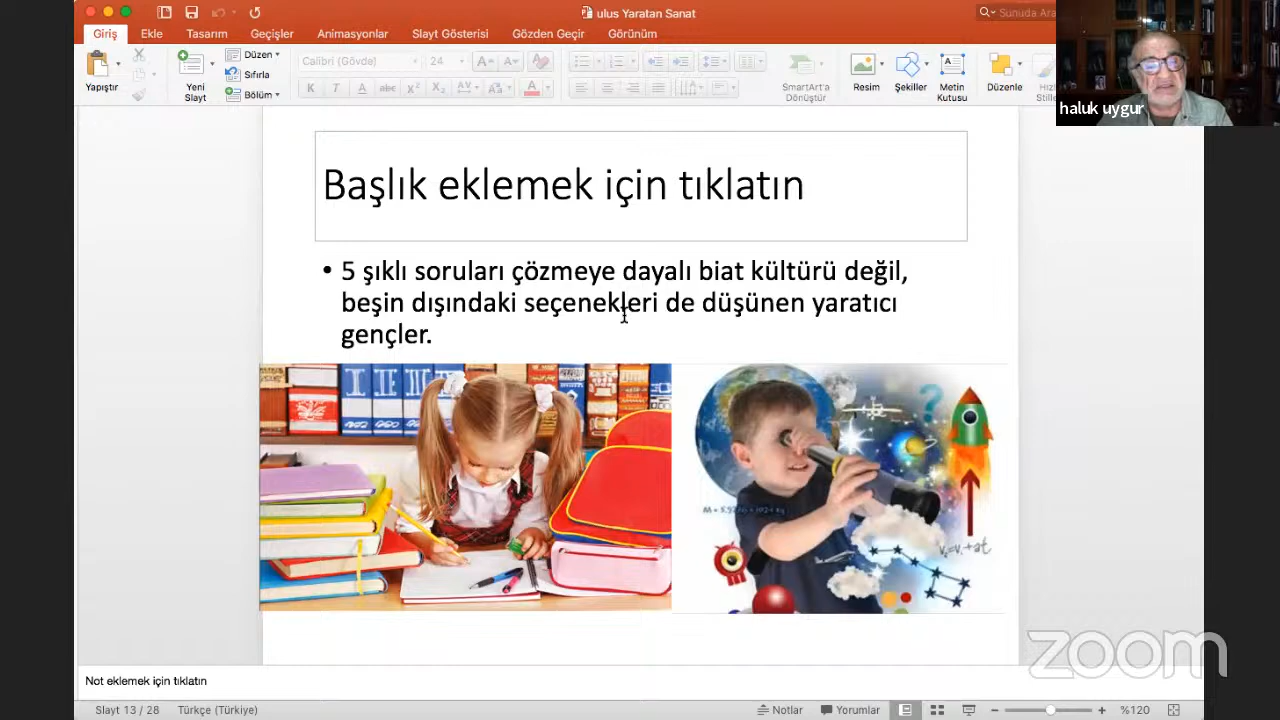 ulus Yaratan Sanat
Sunuda Ara
Giriş Ekle Tasarım Geçişler Animasyonlar Slayt Gösterisi Gözden Geçir Görünüm
Yapıştır
Yeni
Slayt
Düzen
Sıfırla
Bölüm
Calibri (Gövde) 24
SmartArt'a
Dönüştür
Resim
Şekiller
Metin
Kutusu
Düzenle
Hızlı
haluk uygur
Başlık eklemek için tıklatın
• 5 şıklı soruları çözmeye dayalı biat kültürü değil,
beşin dışındaki seçenekleri de düşünen yaratıcı
gençler.
zoom
Not eklemek için tıklatın
Slayt 13 / 28 Türkçe (Türkiye) Notlar Yorumlar %120